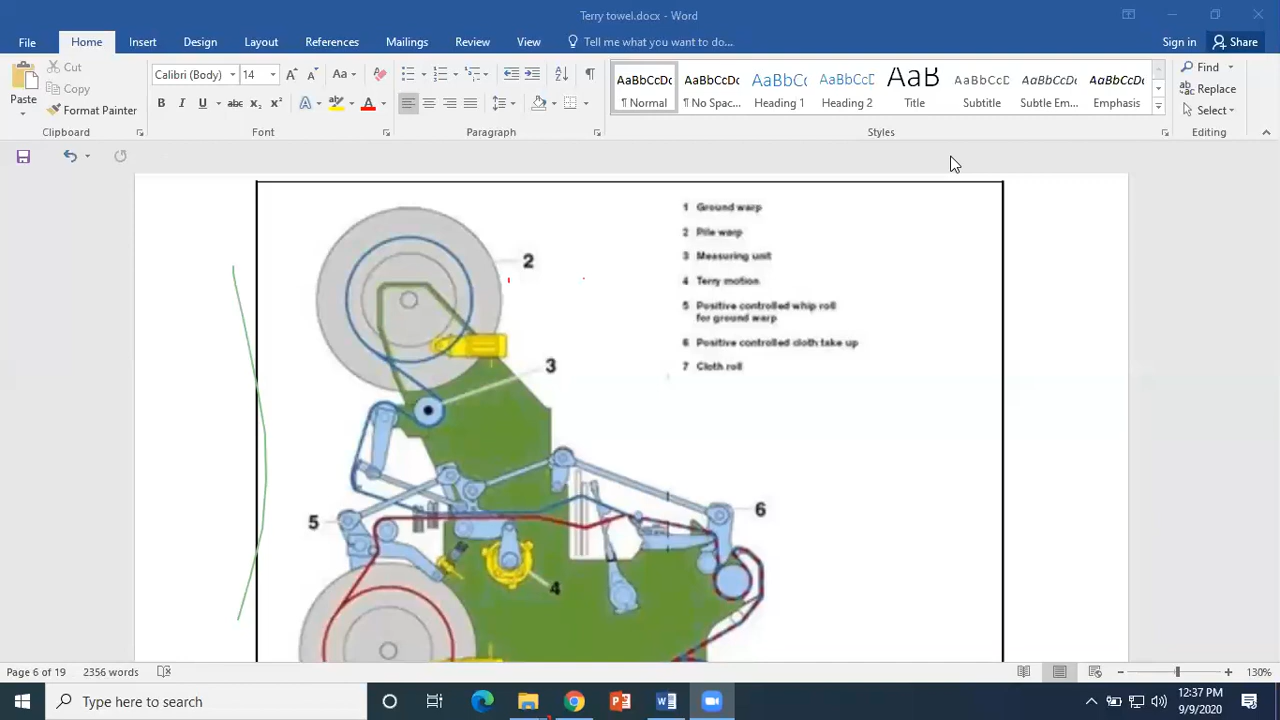 Terry towel.docx - Word
File Home Insert Design Layout References Mailings Review View Tell me what you want to do... Sign in Share
Paste
Cut
Copy
Format Painter
Clipboard
Calibri (Body) 14 Aa
B I U abc x₂ x² A A
Font
Paragraph
AaBbCcDc AaBbCcDc AaBbCc AaBbCcE AaB AaBbCcD AaBbCcDc AaBbCcDc
¶ Normal ¶ No Spac... Heading 1 Heading 2 Title Subtitle Subtle Em... Emphasis
Styles
Find
Replace
Select
Editing
1 Ground warp
2 Pile warp
3 Measuring unit
4 Terry motion
5 Positive controlled whip roll
for ground warp
6 Positive controlled cloth take up
7 Cloth roll
2
3
5
6
4
Page 6 of 19 2356 words 130%
Type here to search
12:37 PM
9/9/2020